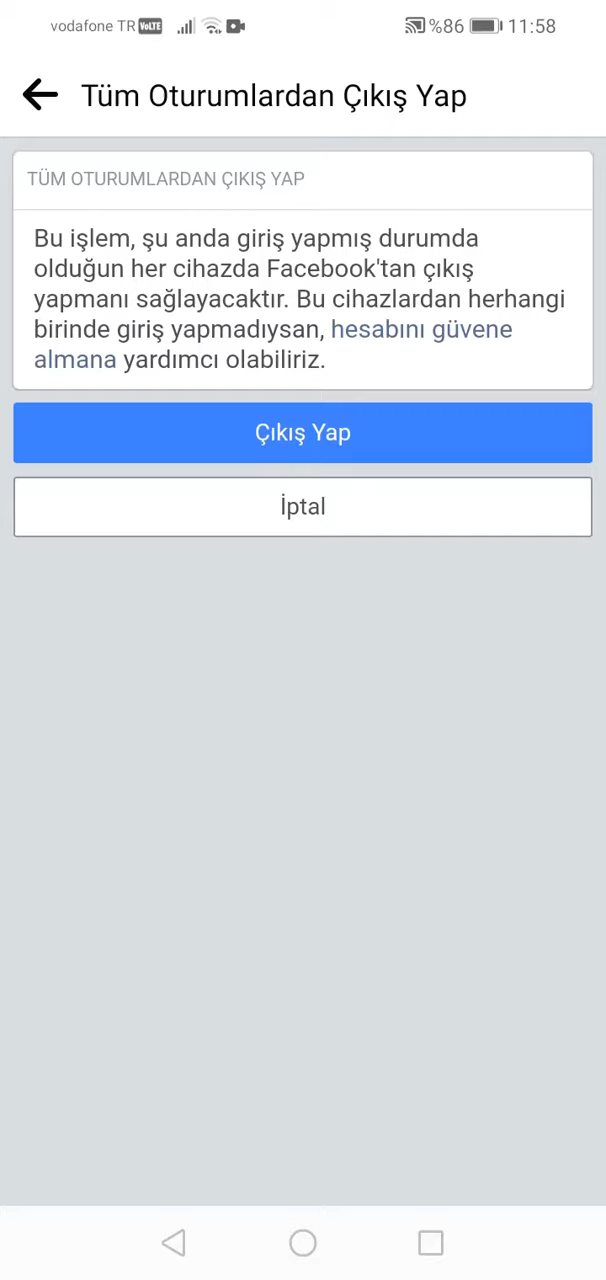 vodafone TR VoLTE %86 11:58
Tüm Oturumlardan Çıkış Yap
TÜM OTURUMLARDAN ÇIKIŞ YAP
Bu işlem, şu anda giriş yapmış durumda
olduğun her cihazda Facebook'tan çıkış
yapmanı sağlayacaktır. Bu cihazlardan herhangi
birinde giriş yapmadıysan, hesabını güvene
almana yardımcı olabiliriz.
Çıkış Yap
İptal